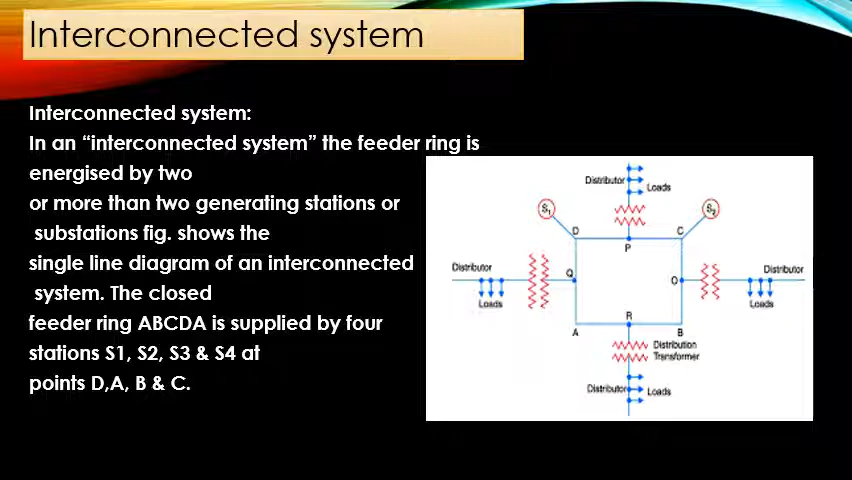 Interconnected system
Interconnected system:
In an “interconnected system” the feeder ring is
energised by two
or more than two generating stations or
substations fig. shows the
single line diagram of an interconnected
system. The closed
feeder ring ABCDA is supplied by four
stations S1, S2, S3 & S4 at
points D,A, B & C.
Distributor
Loads
S1
S2
D
C
P
Distributor
Q
Loads
O
Distributor
Loads
R
A
B
Distribution
Transformer
Distributor
Loads